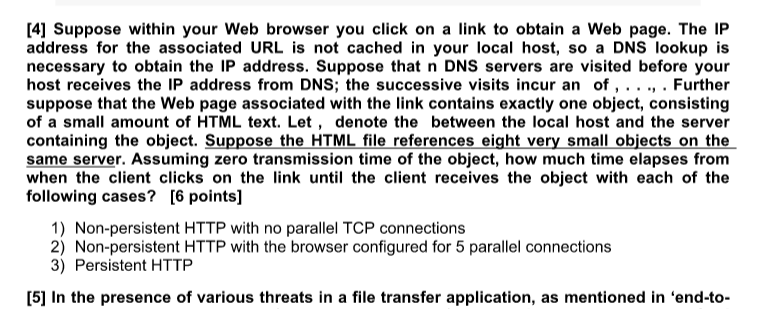 [4] Suppose within your Web browser you click on a link to obtain a Web page. The IP
address for the associated URL is not cached in your local host, so a DNS lookup is
necessary to obtain the IP address. Suppose that n DNS servers are visited before your
host receives the IP address from DNS; the successive visits incur an of , . . ., . Further
suppose that the Web page associated with the link contains exactly one object, consisting
of a small amount of HTML text. Let , denote the between the local host and the server
containing the object. Suppose the HTML file references eight very small objects on the
same server. Assuming zero transmission time of the object, how much time elapses from
when the client clicks on the link until the client receives the object with each of the
following cases? [6 points]
1) Non-persistent HTTP with no parallel TCP connections
2) Non-persistent HTTP with the browser configured for 5 parallel connections
3) Persistent HTTP
[5] In the presence of various threats in a file transfer application, as mentioned in 'end-to-